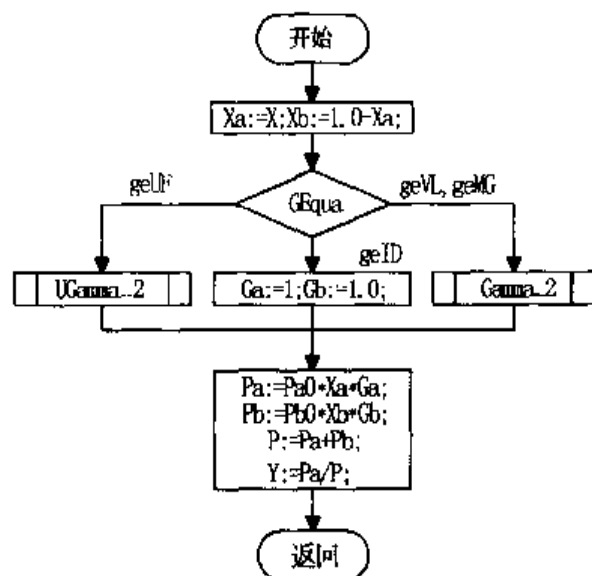 开始
Xa:=X;Xb:=1.0-Xa;
geUF
geVL,geMG
GEqua
geID
UGamma_2
Ga:=1;Gb:=1.0;
Gamma_2
Pa:=Pa0*Xa*Ga;
Pb:=Pb0*Xb*Gb;
P:=Pa+Pb;
Y:=Pa/P;
返回